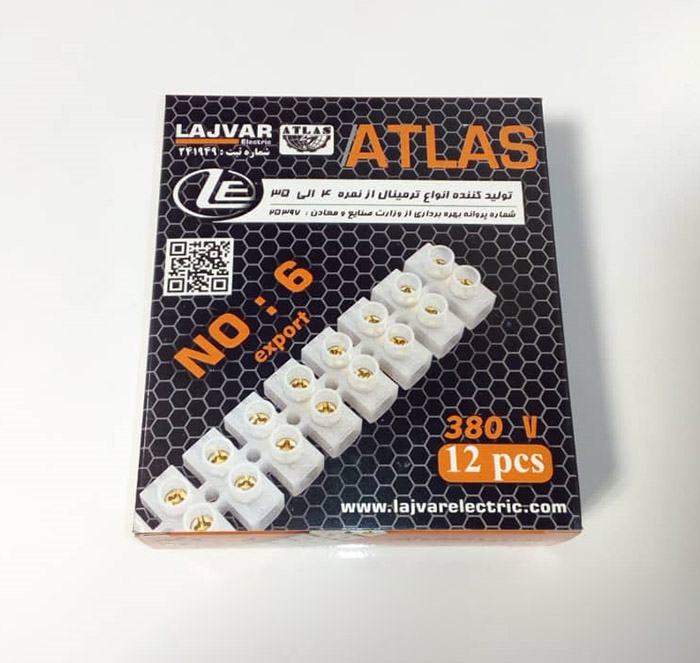 LAJVAR
Electric
شماره ثبت : ۲۴۱۹۴۹
ATLAS
ATLAS
LE
تولید کننده انواع ترمینال از نمره ۴ الی ۳۵
شماره پروانه بهره برداری از وزارت صنایع و معادن : ۲۵۳۹۷
NO : 6
export
380 V
12 pcs
www.lajvarelectric.com